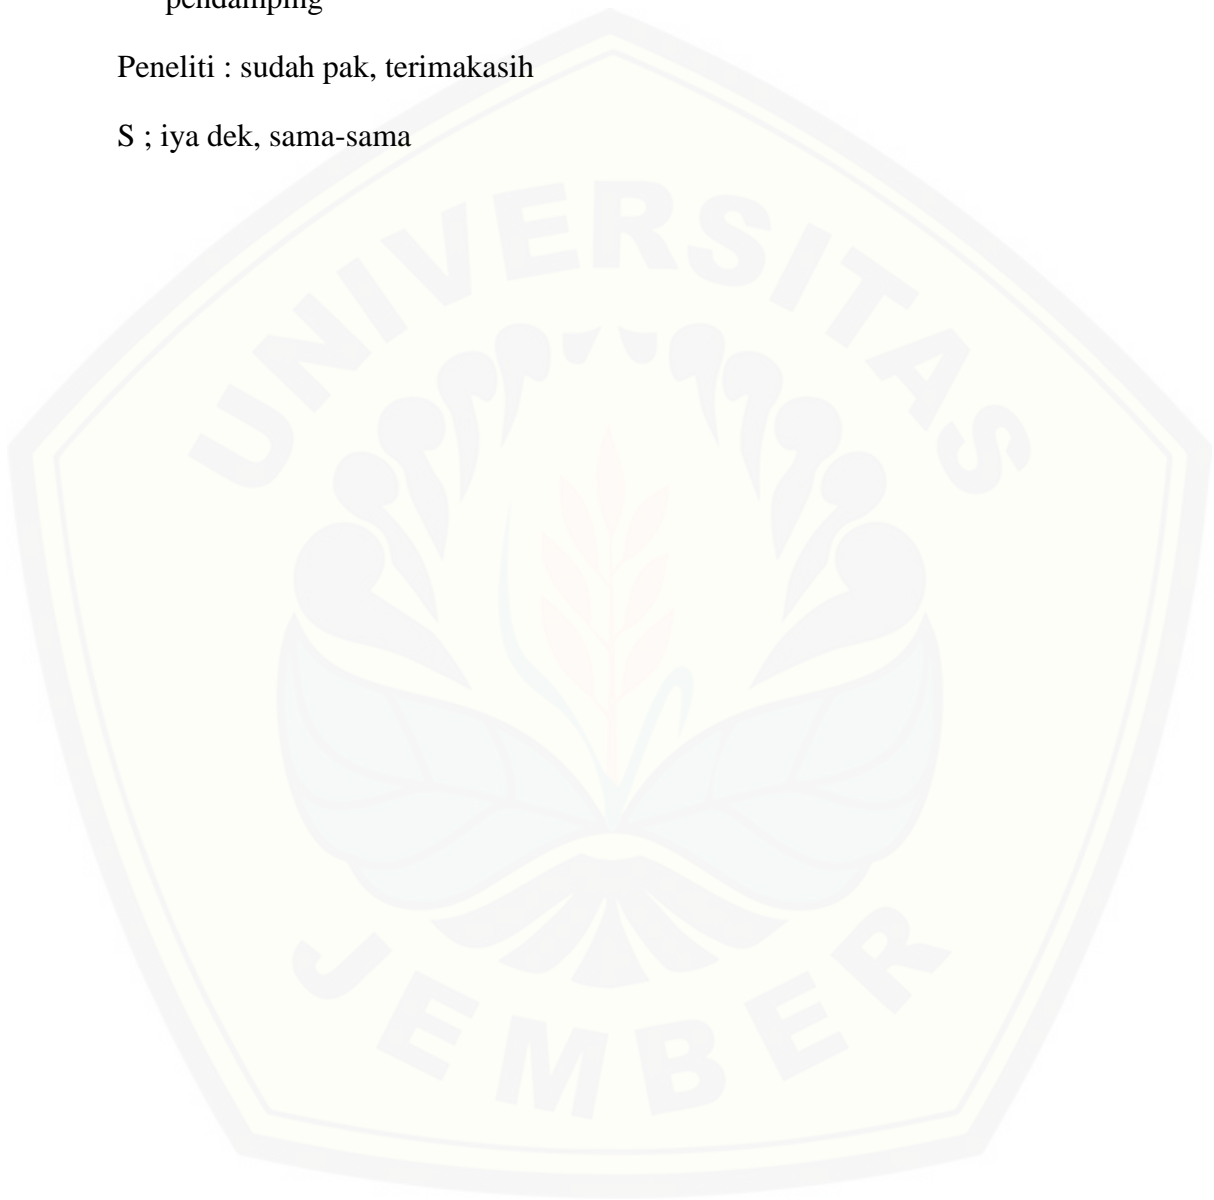 pendamping
Peneliti : sudah pak, terimakasih
S ; iya dek, sama-sama
UNIVERSITAS
JEMBER